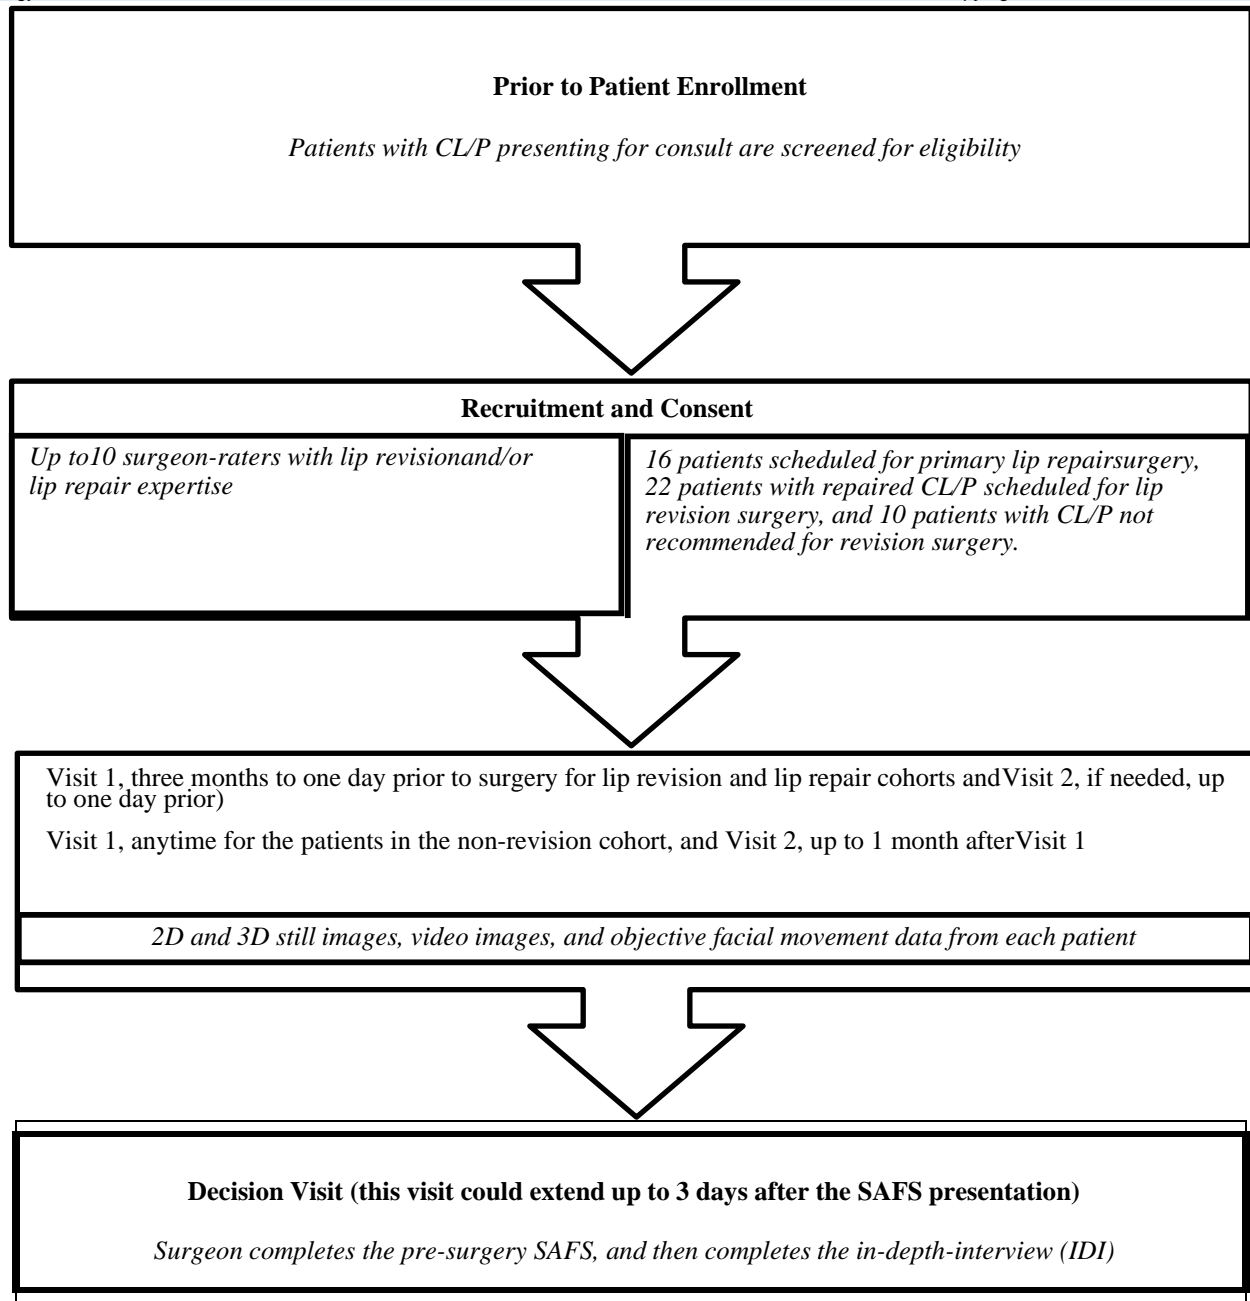 Prior to Patient Enrollment
Patients with CL/P presenting for consult are screened for eligibility
Recruitment and Consent
Up to10 surgeon-raters with lip revisionand/or
lip repair expertise
16 patients scheduled for primary lip repairsurgery,
22 patients with repaired CL/P scheduled for lip
revision surgery, and 10 patients with CL/P not
recommended for revision surgery.
Visit 1, three months to one day prior to surgery for lip revision and lip repair cohorts andVisit 2, if needed, up
to one day prior)
Visit 1, anytime for the patients in the non-revision cohort, and Visit 2, up to 1 month afterVisit 1
2D and 3D still images, video images, and objective facial movement data from each patient
Decision Visit (this visit could extend up to 3 days after the SAFS presentation)
Surgeon completes the pre-surgery SAFS, and then completes the in-depth-interview (IDI)